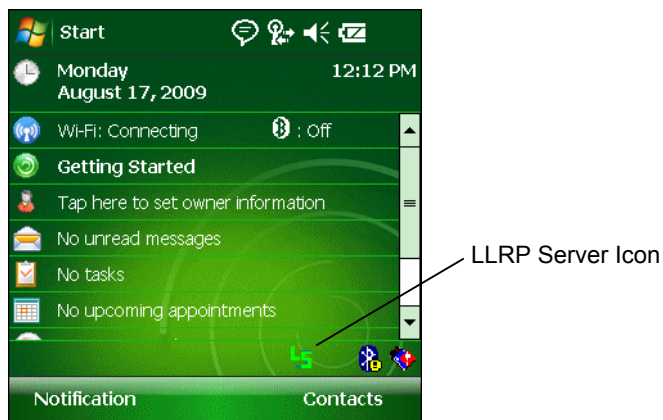 Start
Monday 12:12 PM
August 17, 2009
Wi-Fi: Connecting : Off
Getting Started
Tap here to set owner information
No unread messages
No tasks
No upcoming appointments
LLRP Server Icon
LS
Notification Contacts